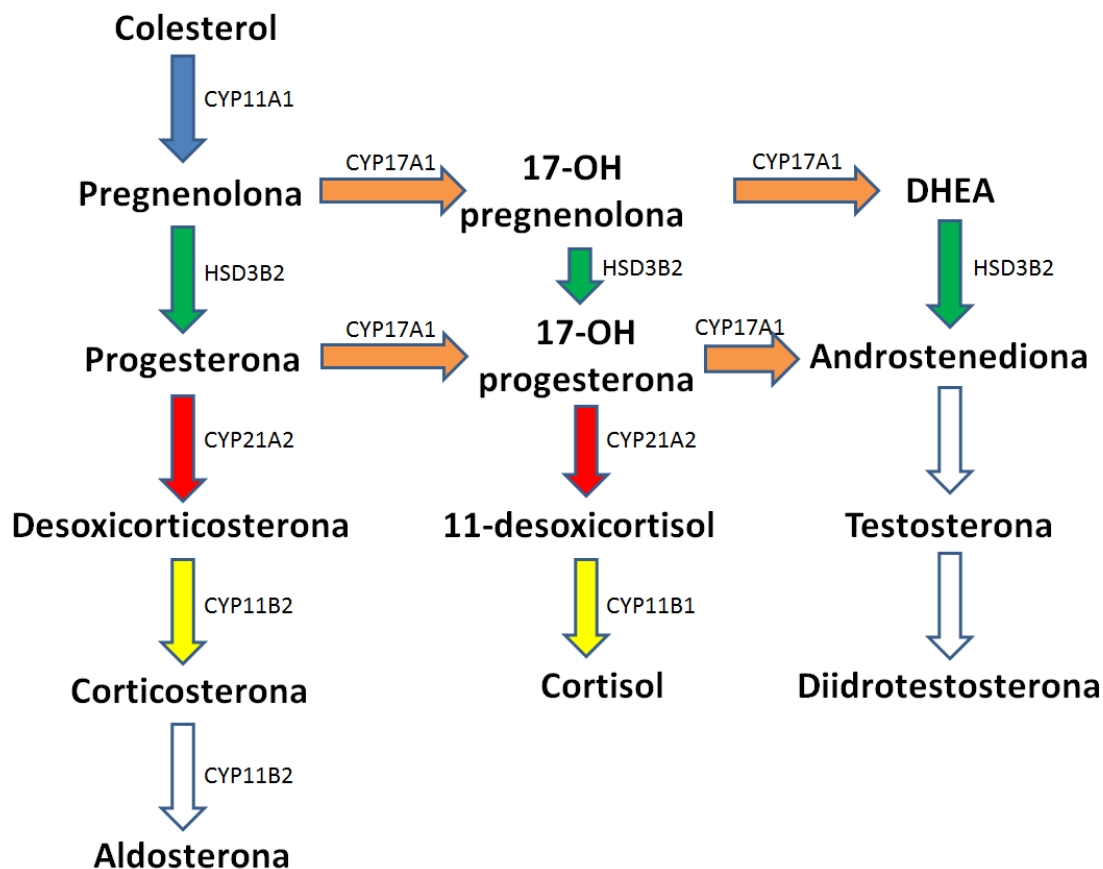 Colesterol
CYP11A1
Pregnenolona
CYP17A1
17-OH
pregnenolona
CYP17A1
DHEA
HSD3B2
HSD3B2
HSD3B2
Progesterona
CYP17A1
17-OH
progesterona
CYP17A1
Androstenediona
CYP21A2
CYP21A2
Desoxicorticosterona
11-desoxicortisol
Testosterona
CYP11B2
CYP11B1
Corticosterona
Cortisol
Diidrotestosterona
CYP11B2
Aldosterona